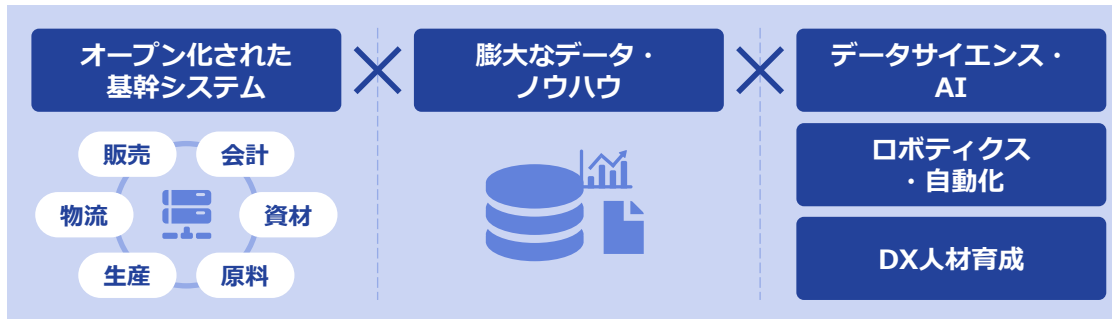 オープン化された
基幹システム
膨大なデータ・
ノウハウ
データサイエンス・
AI
販売
会計
物流
資材
生産
原料
ロボティクス
・自動化
DX人材育成